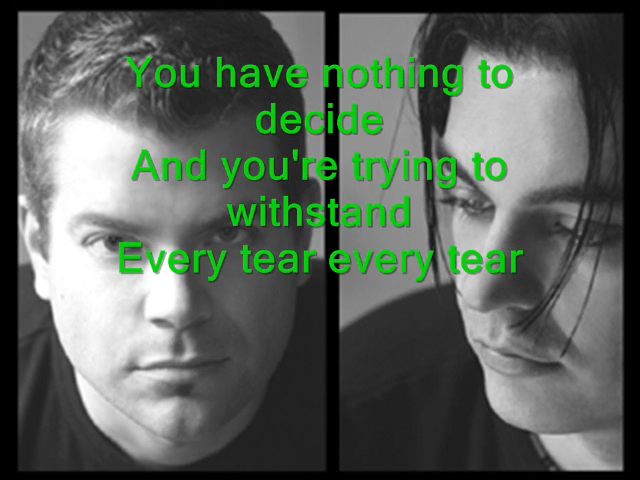 You have nothing to
decide
And you're trying to
withstand
Every tear every tear